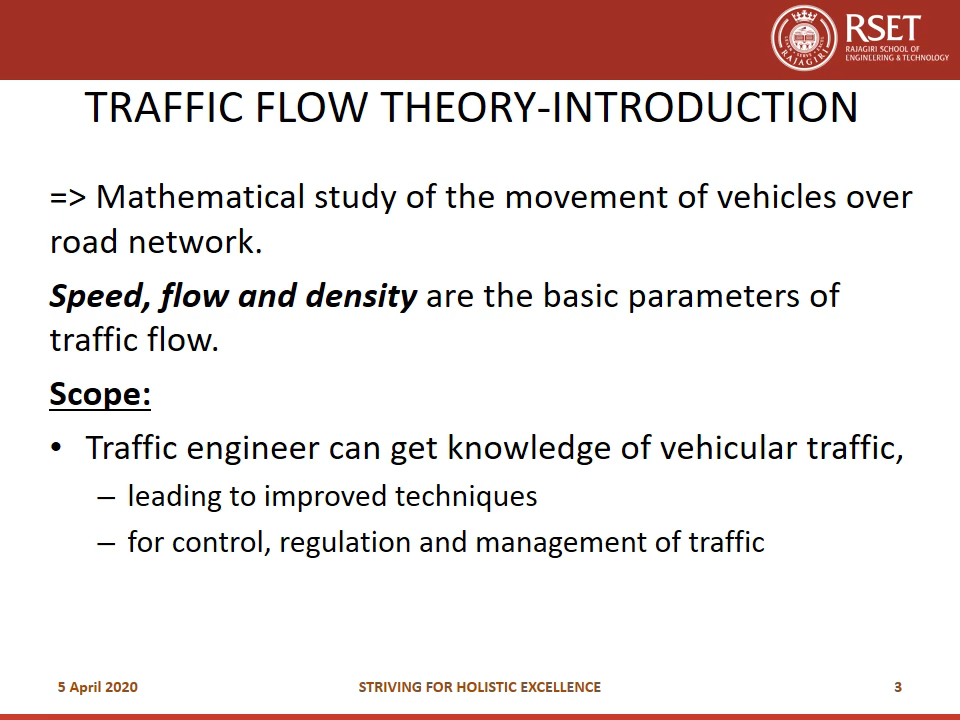 RSET
RAJAGIRI SCHOOL OF
ENGINEERING & TECHNOLOGY
RAJAGIRI
TRAFFIC FLOW THEORY-INTRODUCTION
=> Mathematical study of the movement of vehicles over
road network.
Speed, flow and density are the basic parameters of
traffic flow.
Scope:
• Traffic engineer can get knowledge of vehicular traffic,
– leading to improved techniques
– for control, regulation and management of traffic
5 April 2020
STRIVING FOR HOLISTIC EXCELLENCE
3